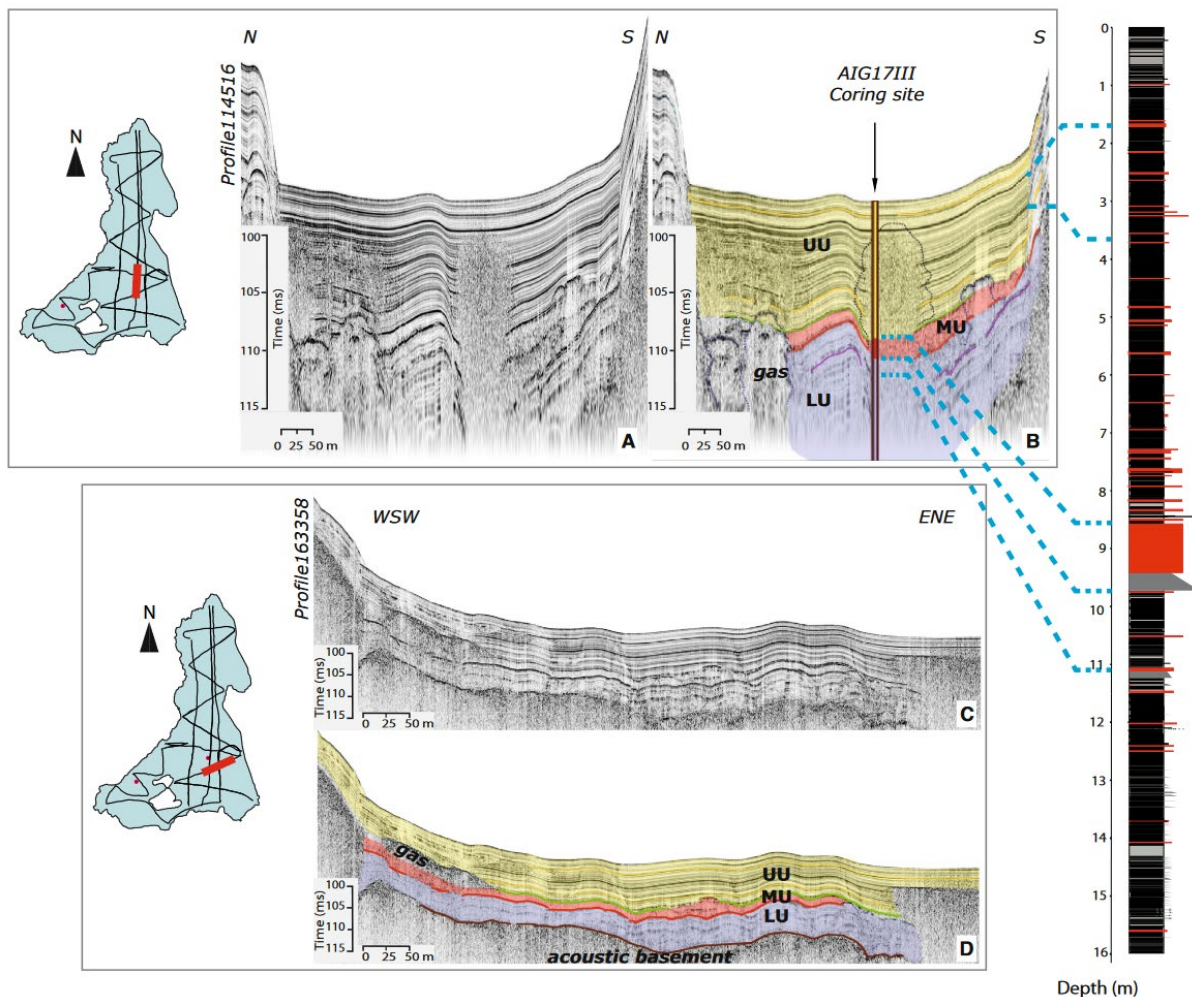 N
S
N
S
Profile114516
AIG17III
Coring site
N
UU
MU
LU
gas
100
105
110
115
Time (ms)
0 25 50 m
A
100
105
110
115
Time (ms)
0 25 50 m
B
WSW
ENE
Profile163358
N
100
105
110
115
Time (ms)
0 25 50 m
C
gas
UU
MU
LU
100
105
110
115
Time (ms)
0 25 50 m
acoustic basement
D
0
1
2
3
4
5
6
7
8
9
10
11
12
13
14
15
16
Depth (m)